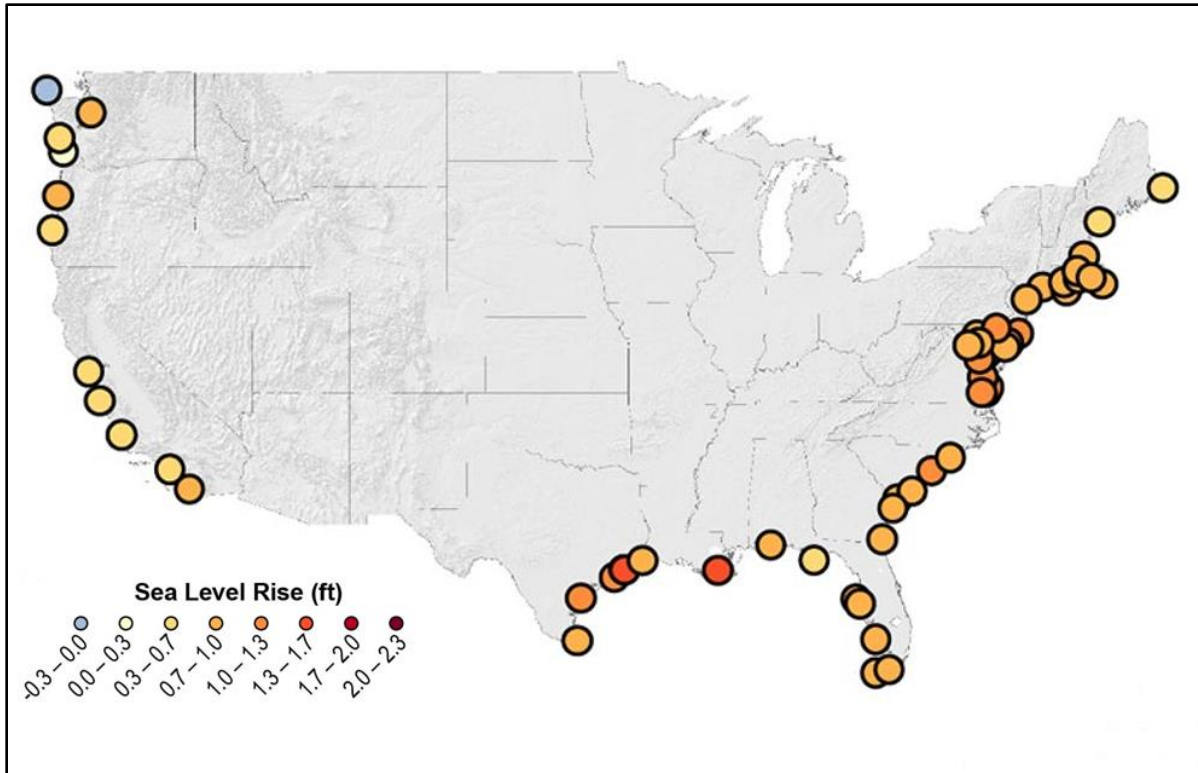 Sea Level Rise (ft)
-0.3 – 0.0
0.0 – 0.3
0.3 – 0.7
0.7 – 1.0
1.0 – 1.3
1.3 – 1.7
1.7 – 2.0
2.0 – 2.3